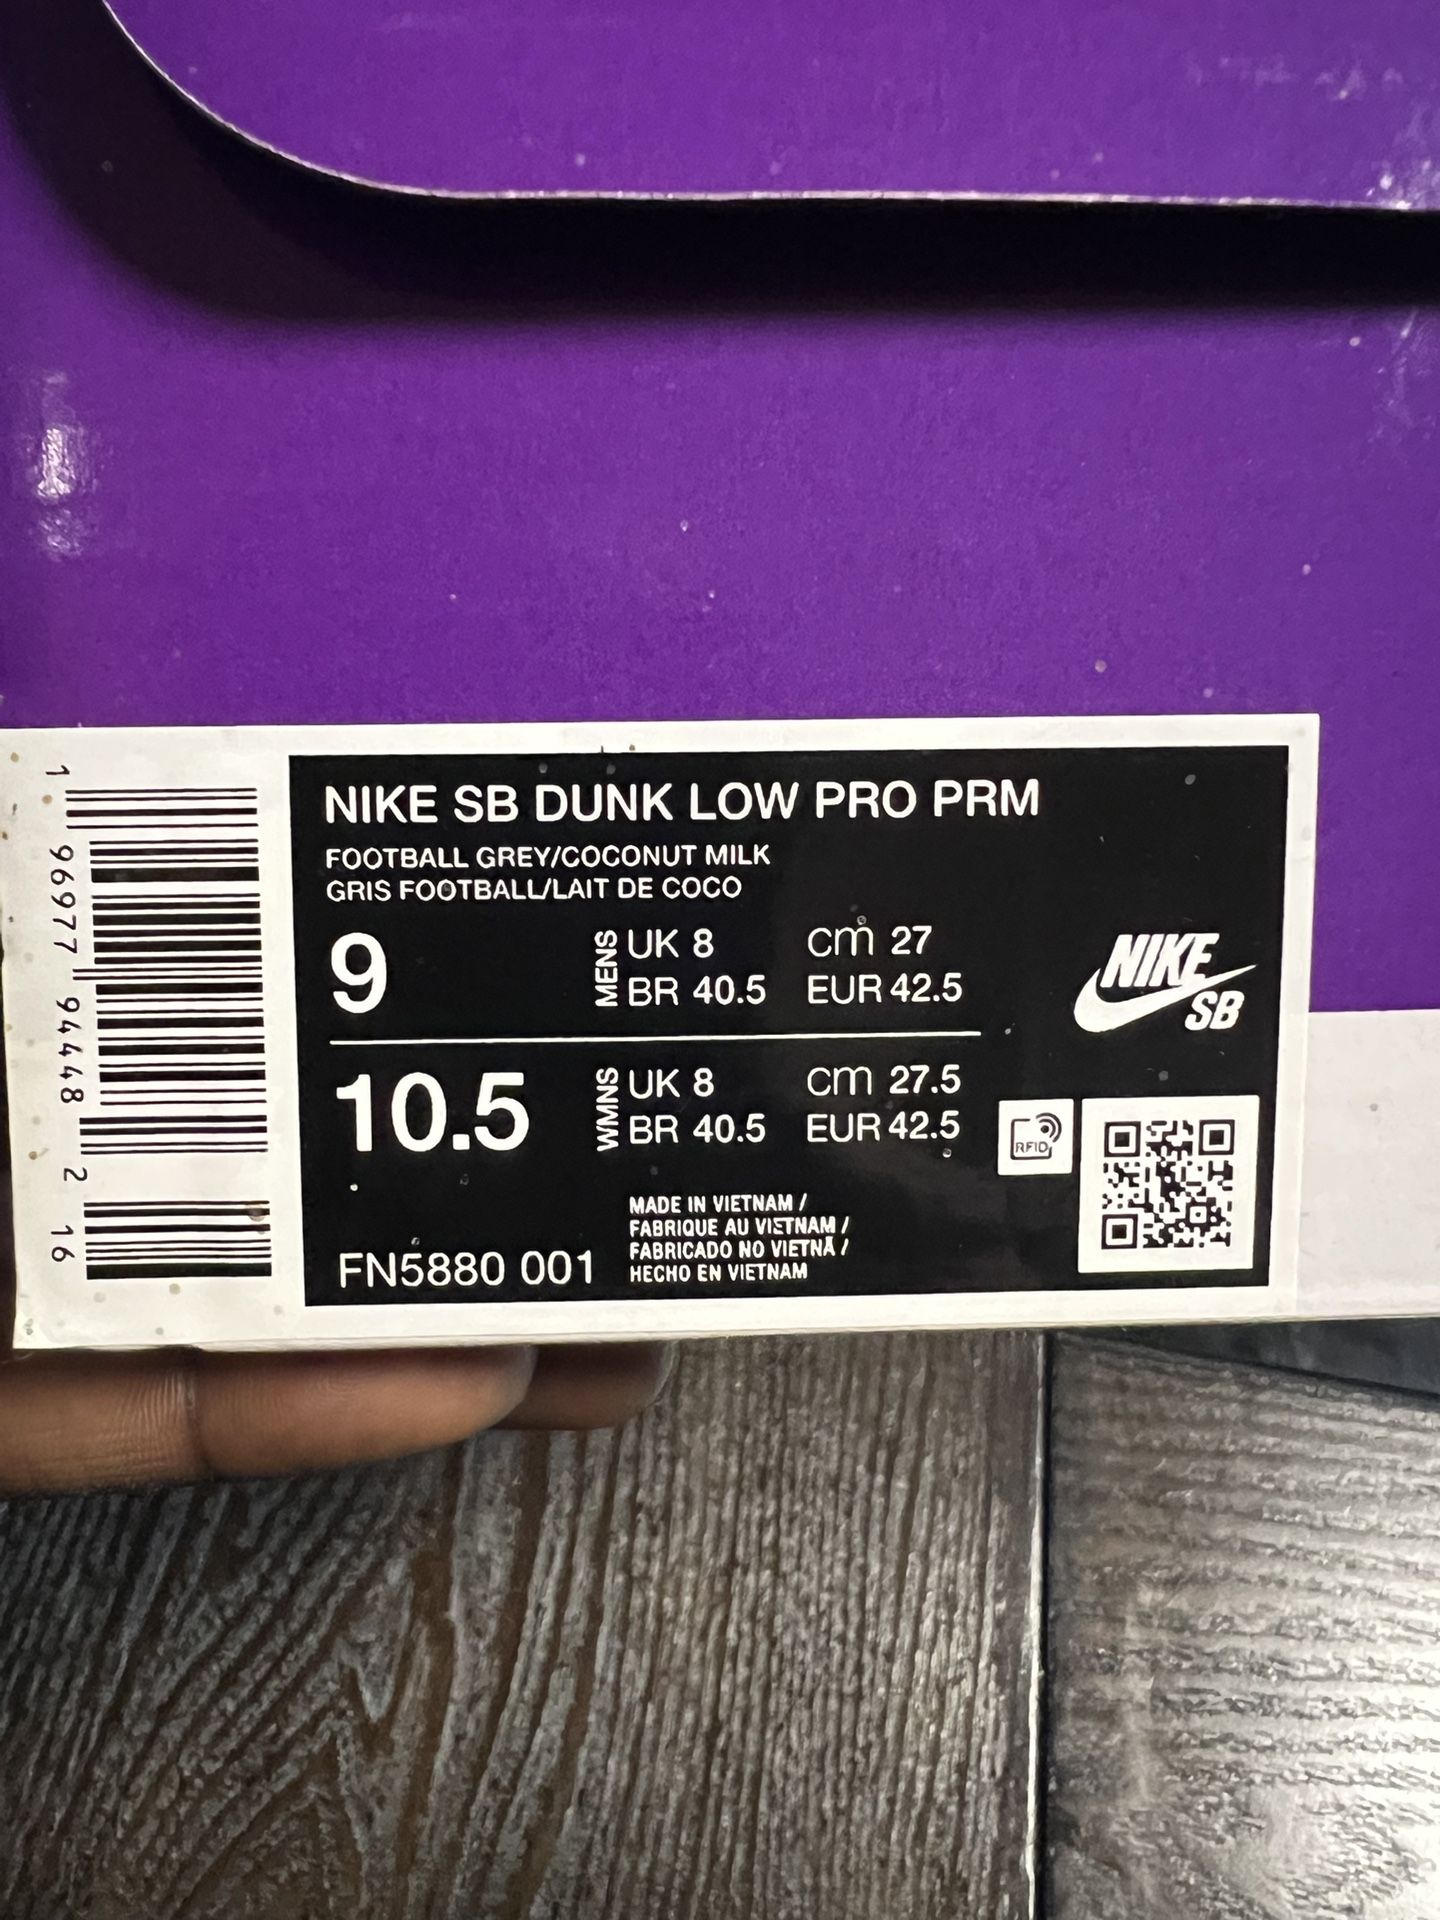 NIKE SB DUNK LOW PRO PRM
FOOTBALL GREY/COCONUT MILK
GRIS FOOTBALL/LAIT DE COCO
9
MENS
UK 8 cm 27
BR 40.5 EUR 42.5
10.5
WMNS
UK 8 cm 27.5
BR 40.5 EUR 42.5
FN5880 001
MADE IN VIETNAM /
FABRIQUE AU VIETNAM /
FABRICADO NO VIETNÃ /
HECHO EN VIETNAM
NIKE
SB
RFID
1 96977 94448 2 16